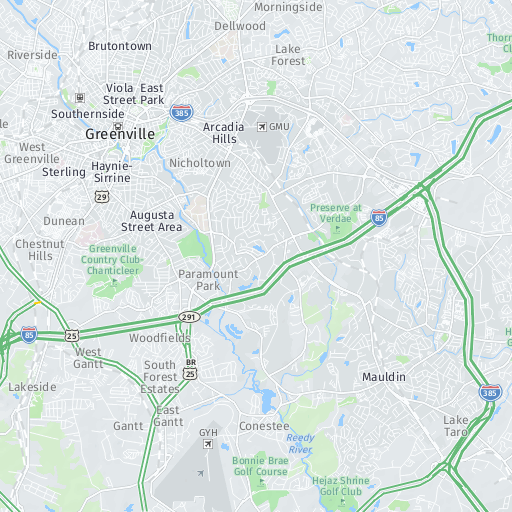 Morningside
Dellwood
Brutontown
Riverside
Lake
Forest
Thorn
Cl
Viola East
Street Park
Southernside
385
Arcadia
Hills
GMU
Greenville
le
West
Greenville
Haynie-
Sirrine
Nicholtown
Sterling
29
Dunean
Augusta
Street Area
Preserve at
Verdae
85
Chestnut
Hills
Greenville
Country Club-
Chanticleer
Paramount
Park
291
85
25
Woodfields
West
Gantt
BR
25
South
Forest
Estates
Mauldin
H
G
Lakeside
385
East
Gantt
Gantt
Conestee
Lake
Taro
GYH
Reedy
River
Bonnie Brae
Golf Course
Hejaz Shrine
Golf Club